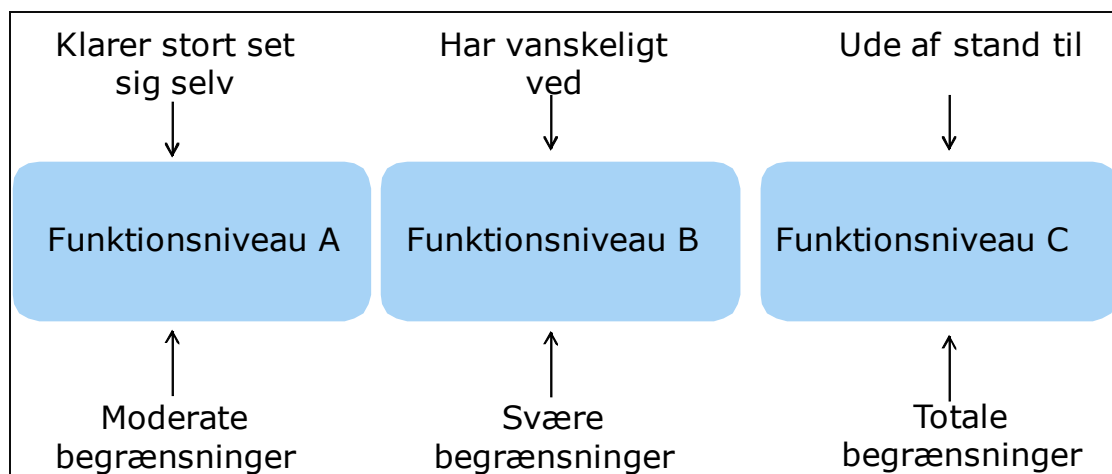 Klarer stort set
sig selv
Har vanskeligt
ved
Ude af stand til
Funktionsniveau A
Funktionsniveau B
Funktionsniveau C
Moderate
begrænsninger
Svære
begrænsninger
Totale
begrænsninger